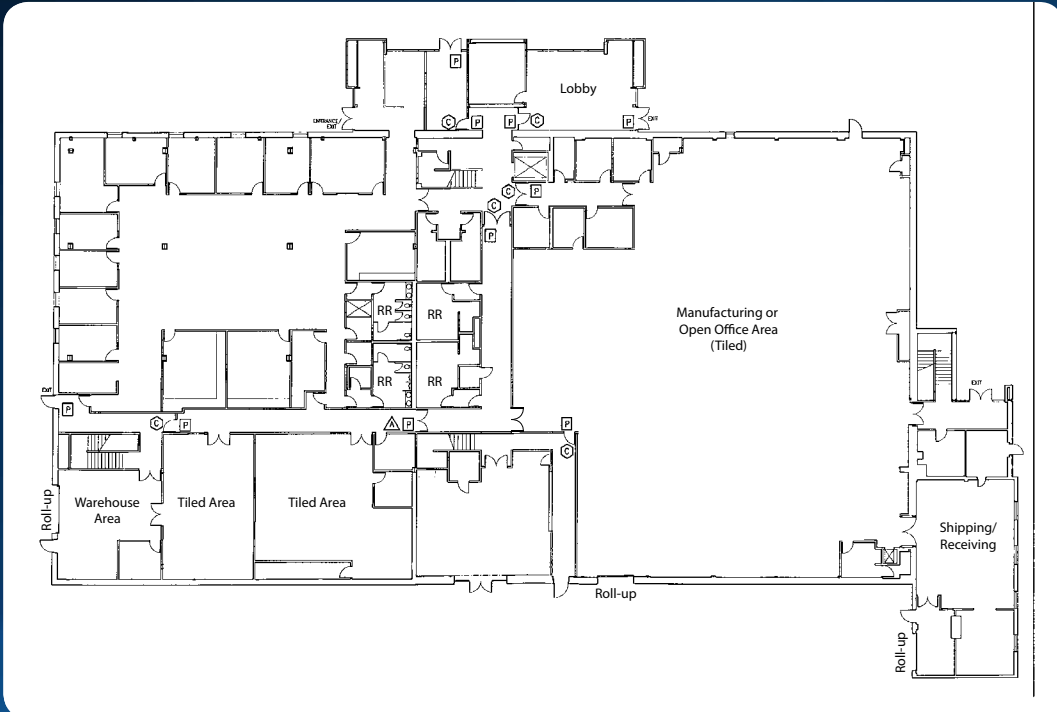 P
Lobby
ENTRANCE/
EXIT
C
P
P
C
P
EXIT
C
P
C
P
RR
RR
Manufacturing or
Open Office Area
(Tiled)
RR
RR
EXIT
EXIT
P
C
P
A
P
P
C
Roll-up
Warehouse
Area
Tiled Area
Tiled Area
Shipping/
Receiving
Roll-up
Roll-up